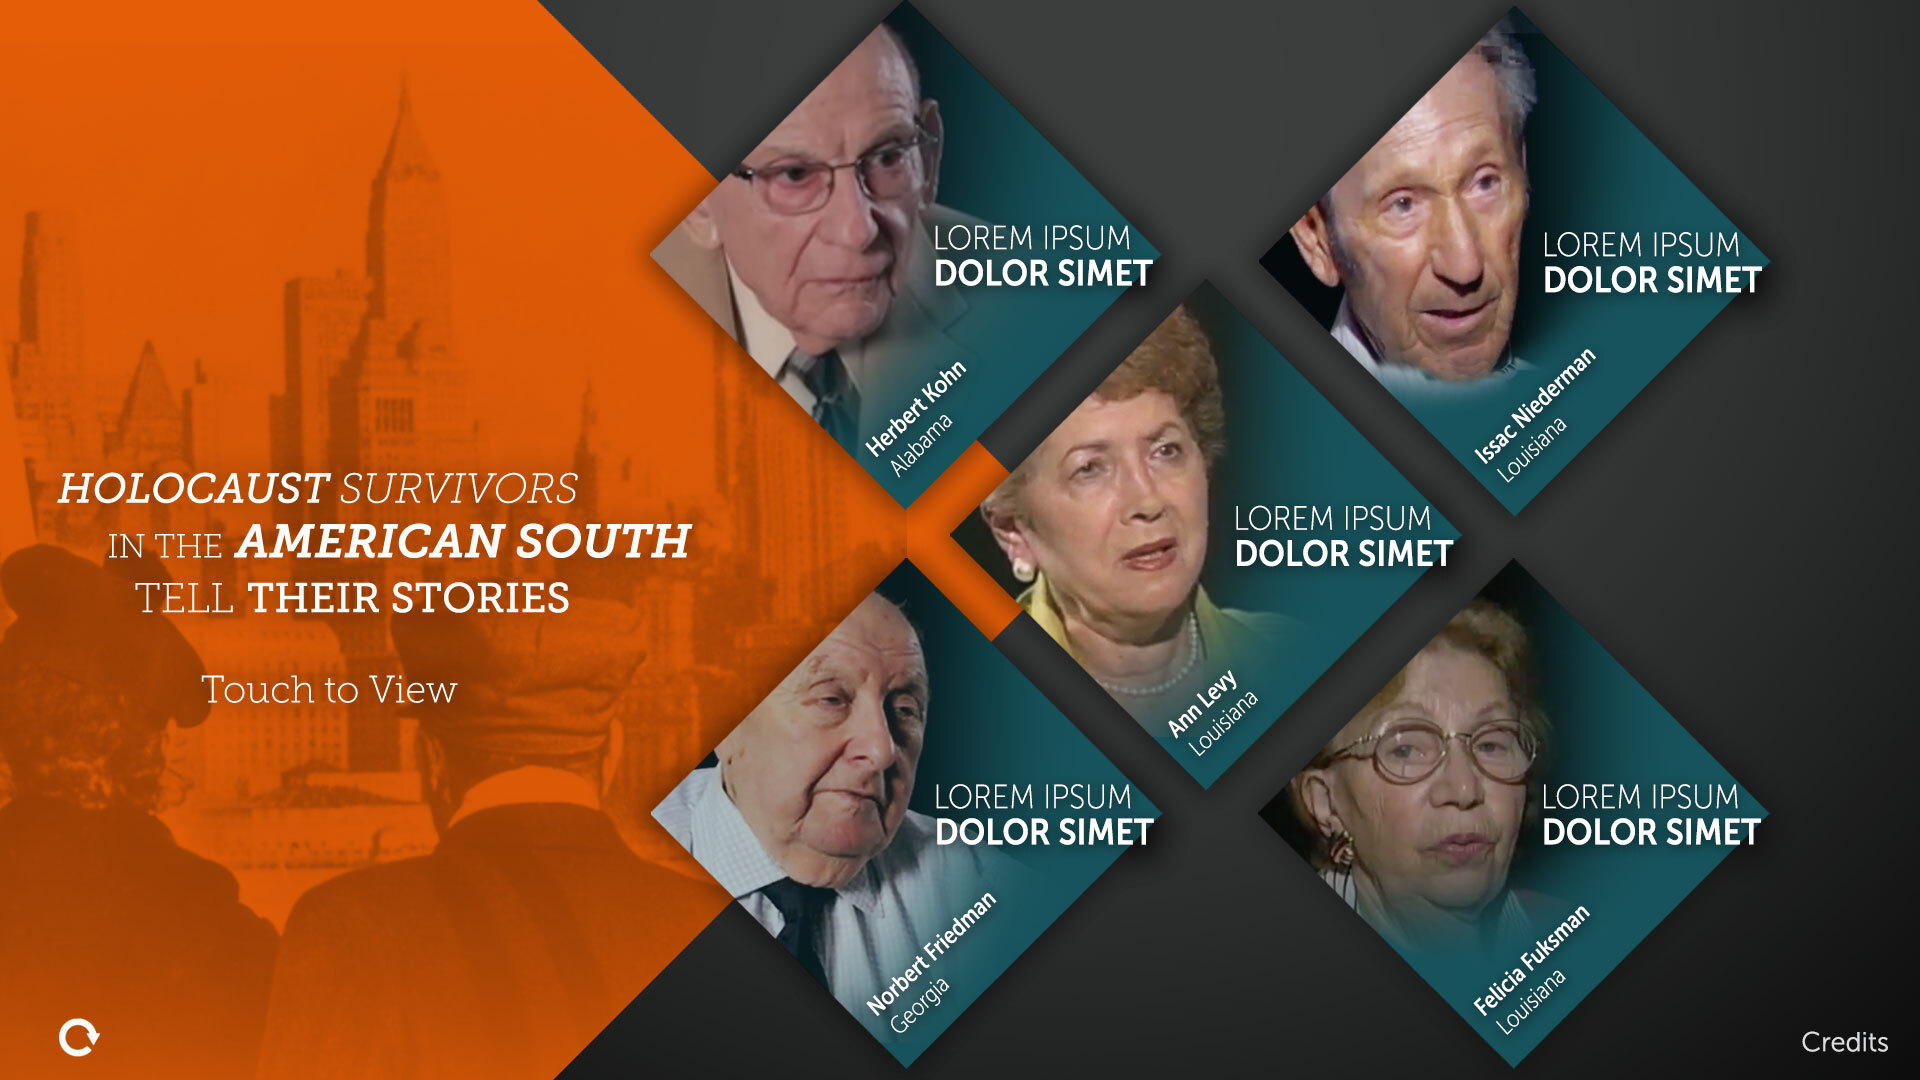 HOLOCAUST SURVIVORS
IN THE AMERICAN SOUTH
TELL THEIR STORIES
Touch to View
LOREM IPSUM
DOLOR SIMET
Herbert Kohn
Alabama
LOREM IPSUM
DOLOR SIMET
Issac Niederman
Louisiana
LOREM IPSUM
DOLOR SIMET
Ann Levy
Louisiana
LOREM IPSUM
DOLOR SIMET
Norbert Friedman
Georgia
LOREM IPSUM
DOLOR SIMET
Felicia Fuksman
Louisiana
Credits